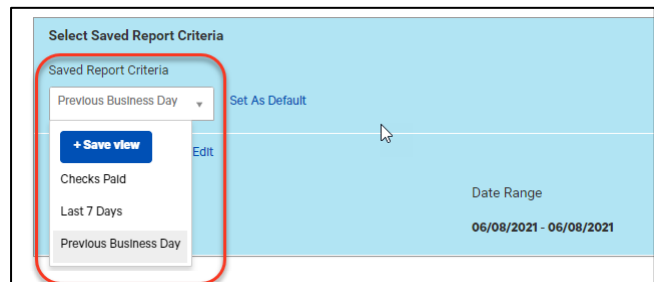 Select Saved Report Criteria
Saved Report Criteria
Previous Business Day
Set As Default
+ Save view
Edit
Checks Paid
Last 7 Days
Previous Business Day
Date Range
06/08/2021 - 06/08/2021